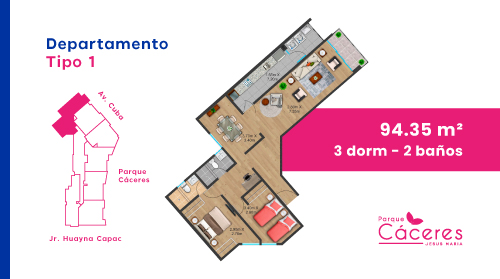 Departamento
Tipo 1
Av. Cuba
Parque
Cáceres
Jr. Huayna Capac
94.35 m²
3 dorm - 2 baños
Parque
Cáceres
JESÚS MARÍA